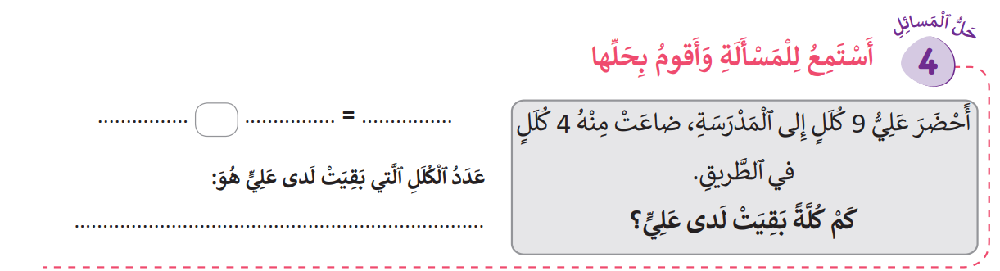 حَلُّ ٱلْمَسائِلِ
4
أَسْتَمِعُ لِلْمَسْأَلَةِ وَأَقومُ بِحَلِّها
أَحْضَرَ عَلِيُّ 9 كُلَلٍ إِلى ٱلْمَدْرَسَةِ، ضاعَتْ مِنْهُ 4 كُلَلٍ
في ٱلطَّريقِ.
كَمْ كُلَّةً بَقِيَتْ لَدى عَلِيٍّ؟
................ = ................ ................
عَدَدُ ٱلْكُلَلِ ٱلَّتي بَقِيَتْ لَدى عَلِيٍّ هُوَ:
........................................................................